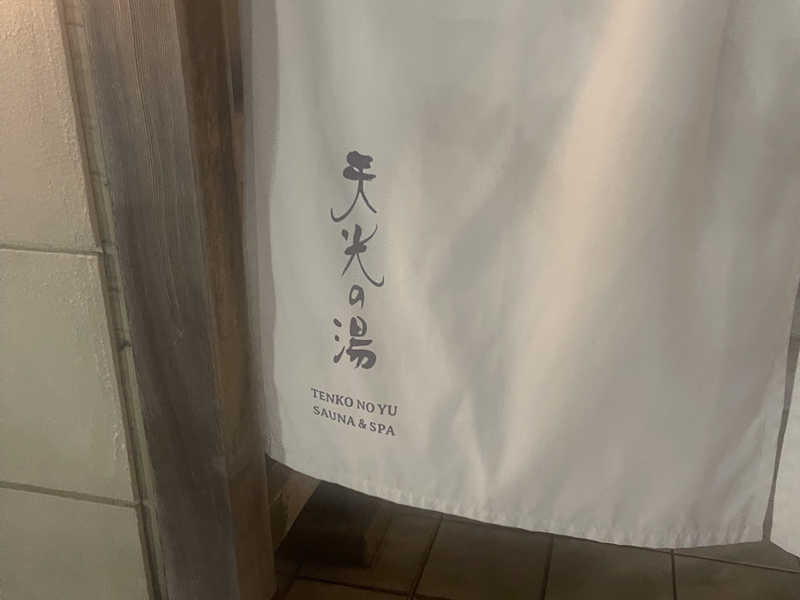 天光の湯
TENKO NO YU
SAUNA & SPA